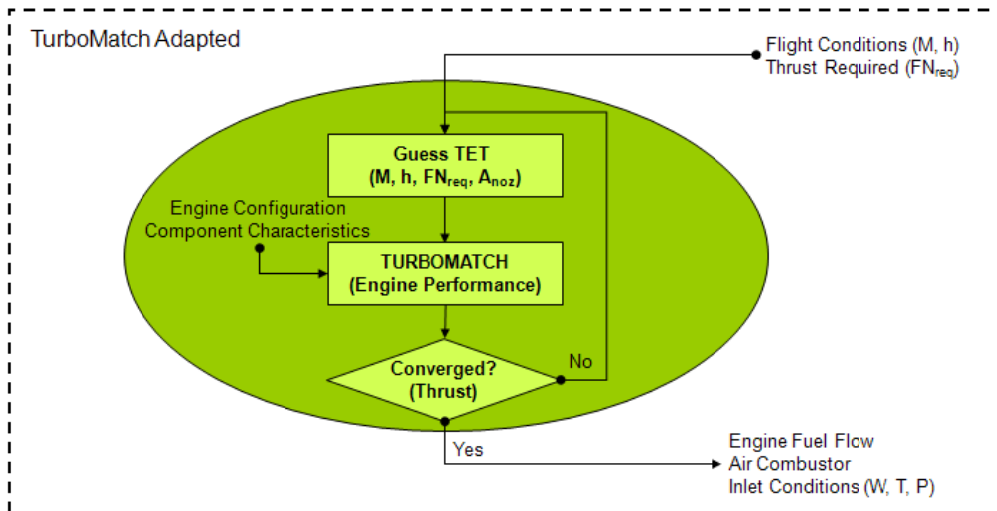 TurboMatch Adapted
Flight Conditions (M, h)
Thrust Required (FNreq)
Guess TET
(M, h, FNreq, Anoz)
Engine Configuration
Component Characteristics
TURBOMATCH
(Engine Performance)
Converged?
(Thrust)
No
Yes
Engine Fuel Flow
Air Combustor
Inlet Conditions (W, T, P)